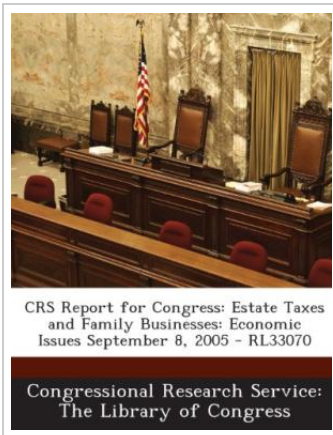 CRS Report for Congress: Estate Taxes
and Family Businesses: Economic
Issues September 8, 2005 - RL33070
Congressional Research Service:
The Library of Congress